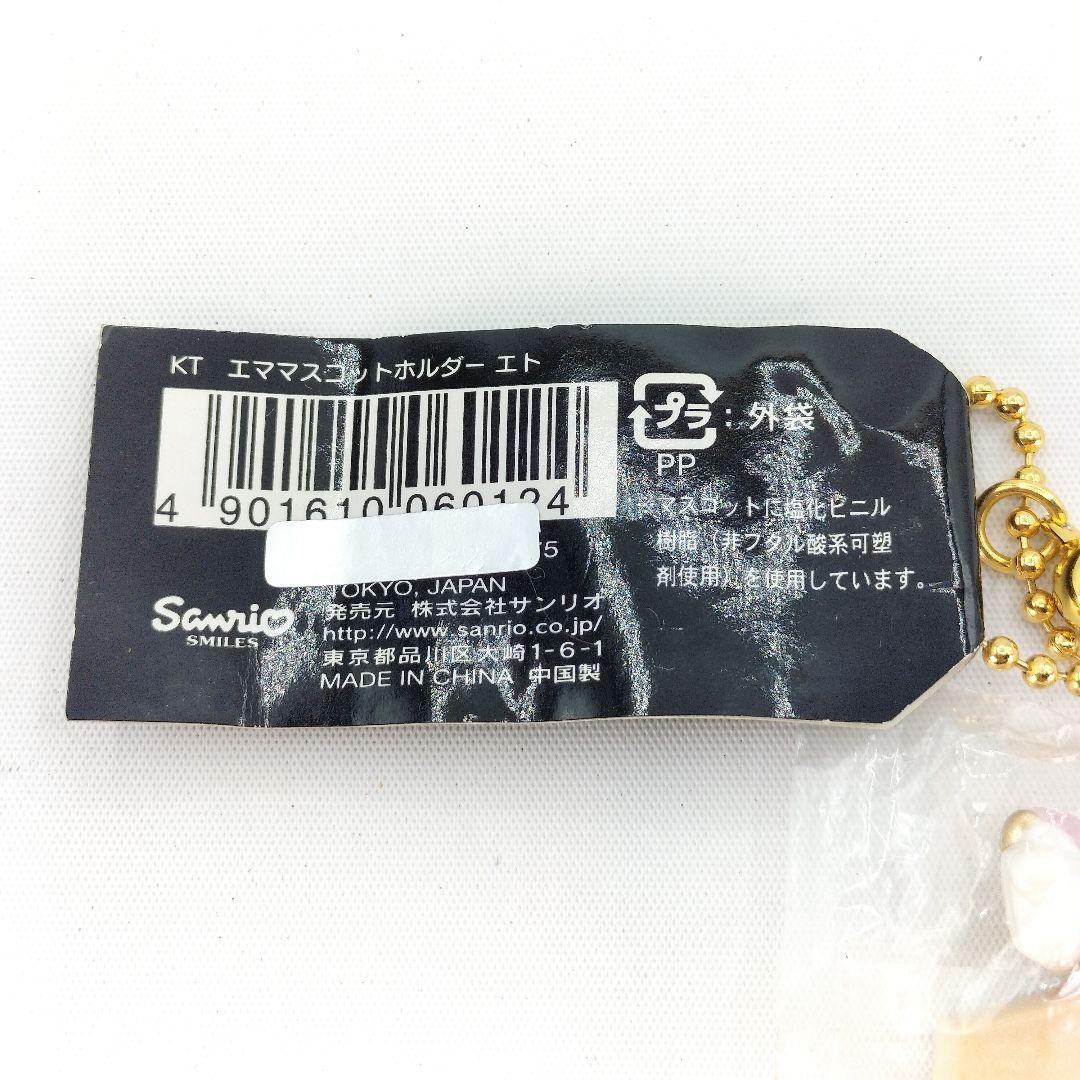 KT エママスコットホルダー エト
4 901610 060124
5
TOKYO, JAPAN
発売元 株式会社サンリオ
http://www.sanrio.co.jp/
東京都品川区大崎1-6-1
MADE IN CHINA 中国製
Sanrio
SMILES
プラ : 外袋
PP
マスコットに塩化ビニル
樹脂（非フタル酸系可塑
剤使用）を使用しています。